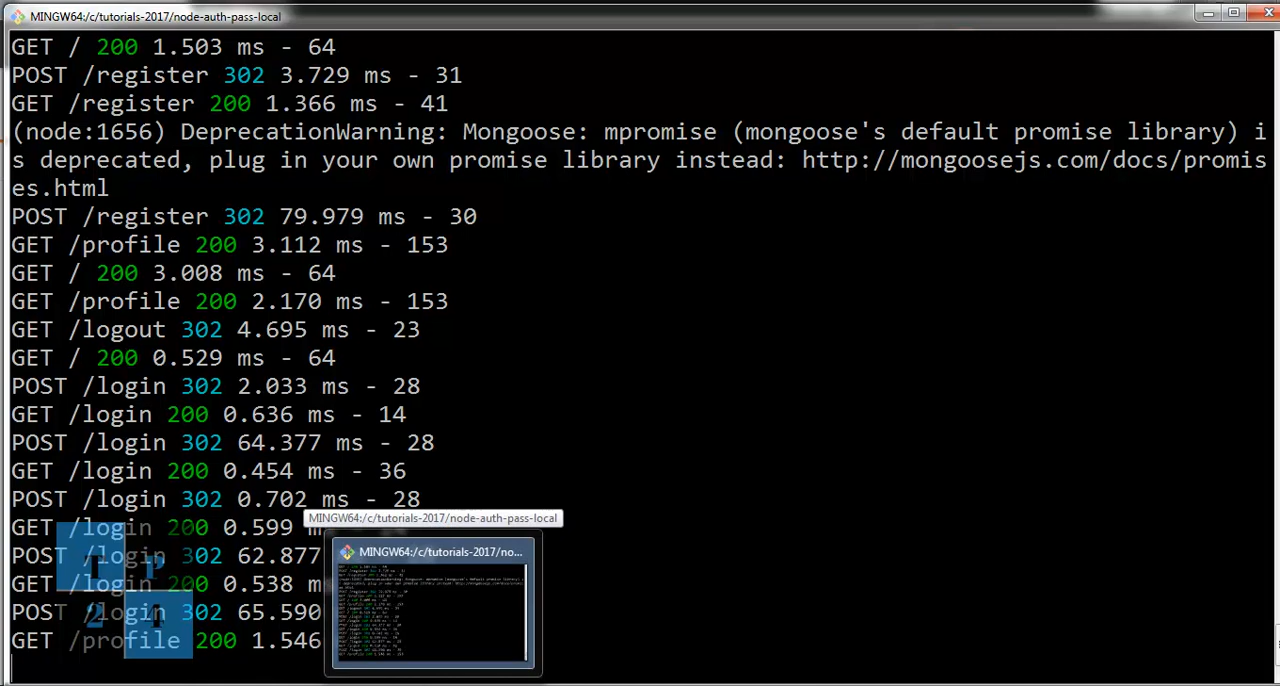 MINGW64:/c/tutorials-2017/node-auth-pass-local
GET / 200 1.503 ms - 64
POST /register 302 3.729 ms - 31
GET /register 200 1.366 ms - 41
(node:1656) DeprecationWarning: Mongoose: mpromise (mongoose's default promise library) i
s deprecated, plug in your own promise library instead: http://mongoosejs.com/docs/promis
es.html
POST /register 302 79.979 ms - 30
GET /profile 200 3.112 ms - 153
GET / 200 3.008 ms - 64
GET /profile 200 2.170 ms - 153
GET /logout 302 4.695 ms - 23
GET / 200 0.529 ms - 64
POST /login 302 2.033 ms - 28
GET /login 200 0.636 ms - 14
POST /login 302 64.377 ms - 28
GET /login 200 0.454 ms - 36
POST /login 302 0.702 ms - 28
MINGW64:/c/tutorials-2017/node-auth-pass-local
GET /login 200 0.599 m
MINGW64:/c/tutorials-2017/no...
POST /login 302 62.877
GET /login 200 0.538 m
POST /login 302 65.590
GET /profile 200 1.546
T P
2 4